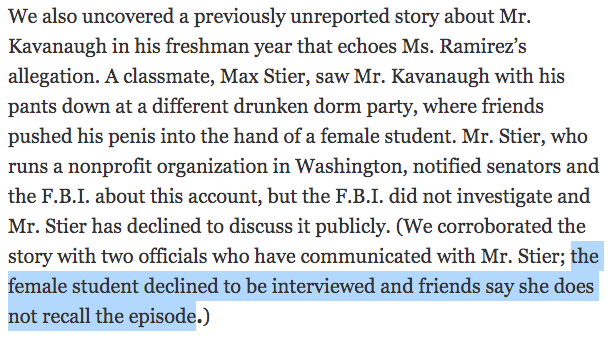 We also uncovered a previously unreported story about Mr.
Kavanaugh in his freshman year that echoes Ms. Ramirez’s
allegation. A classmate, Max Stier, saw Mr. Kavanaugh with his
pants down at a different drunken dorm party, where friends
pushed his penis into the hand of a female student. Mr. Stier, who
runs a nonprofit organization in Washington, notified senators and
the F.B.I. about this account, but the F.B.I. did not investigate and
Mr. Stier has declined to discuss it publicly. (We corroborated the
story with two officials who have communicated with Mr. Stier; the
female student declined to be interviewed and friends say she does
not recall the episode.)